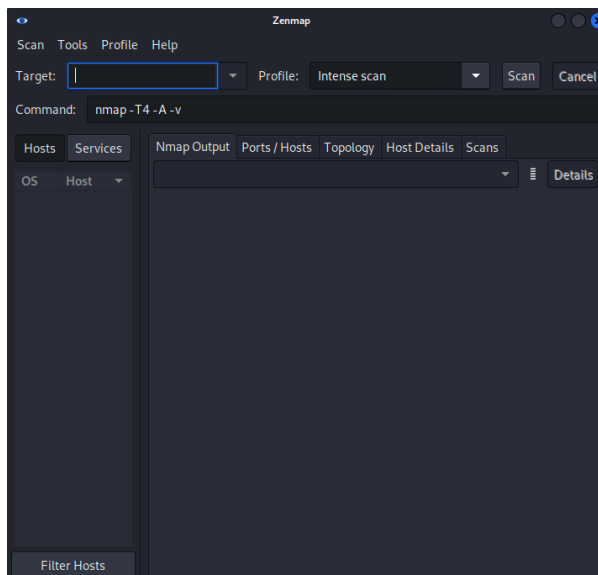 Zenmap
Scan Tools Profile Help
Target: Profile: Intense scan Scan Cancel
Command: nmap -T4 -A -v
Hosts Services Nmap Output Ports / Hosts Topology Host Details Scans
OS Host Details
Filter Hosts